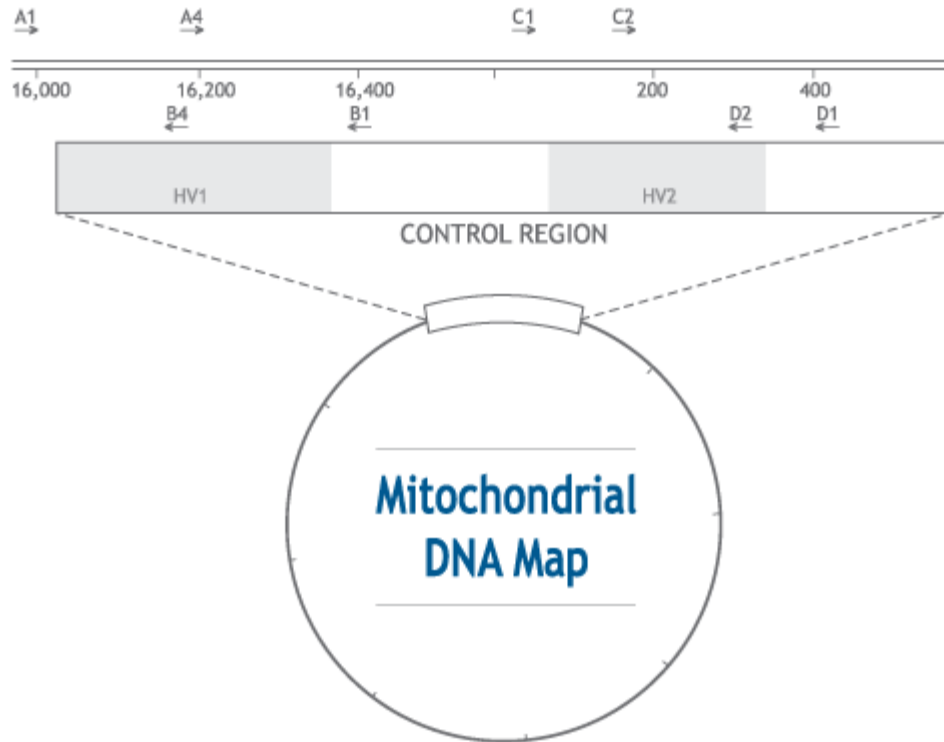 A1 A4 C1 C2
16,000 16,200 16,400 200 400
B4 B1 D2 D1
HV1 HV2
CONTROL REGION
Mitochondrial
DNA Map